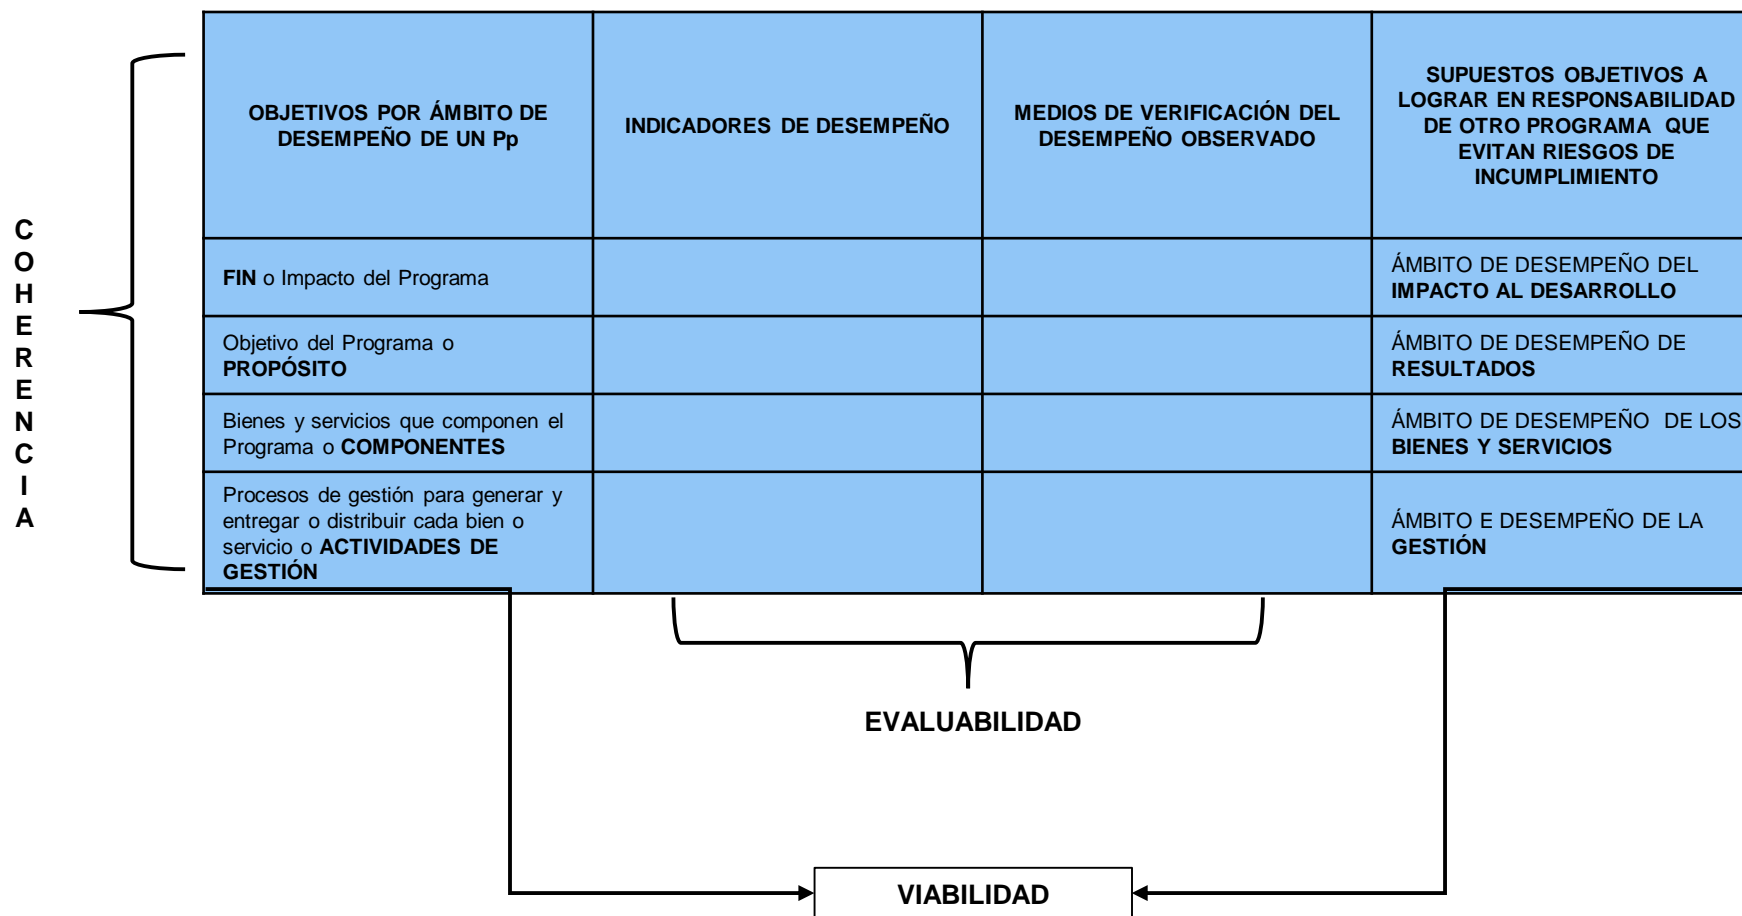 COHERENCIA
OBJETIVOS POR ÁMBITO DE
DESEMPEÑO DE UN Pp
INDICADORES DE DESEMPEÑO
MEDIOS DE VERIFICACIÓN DEL
DESEMPEÑO OBSERVADO
SUPUESTOS OBJETIVOS A
LOGRAR EN RESPONSABILIDAD
DE OTRO PROGRAMA QUE
EVITAN RIESGOS DE
INCUMPLIMIENTO
FIN o Impacto del Programa
ÁMBITO DE DESEMPEÑO DEL
IMPACTO AL DESARROLLO
Objetivo del Programa o
PROPÓSITO
ÁMBITO DE DESEMPEÑO DE
RESULTADOS
Bienes y servicios que componen el
Programa o COMPONENTES
ÁMBITO DE DESEMPEÑO DE LOS
BIENES Y SERVICIOS
Procesos de gestión para generar y
entregar o distribuir cada bien o
servicio o ACTIVIDADES DE
GESTIÓN
ÁMBITO E DESEMPEÑO DE LA
GESTIÓN
EVALUABILIDAD
VIABILIDAD